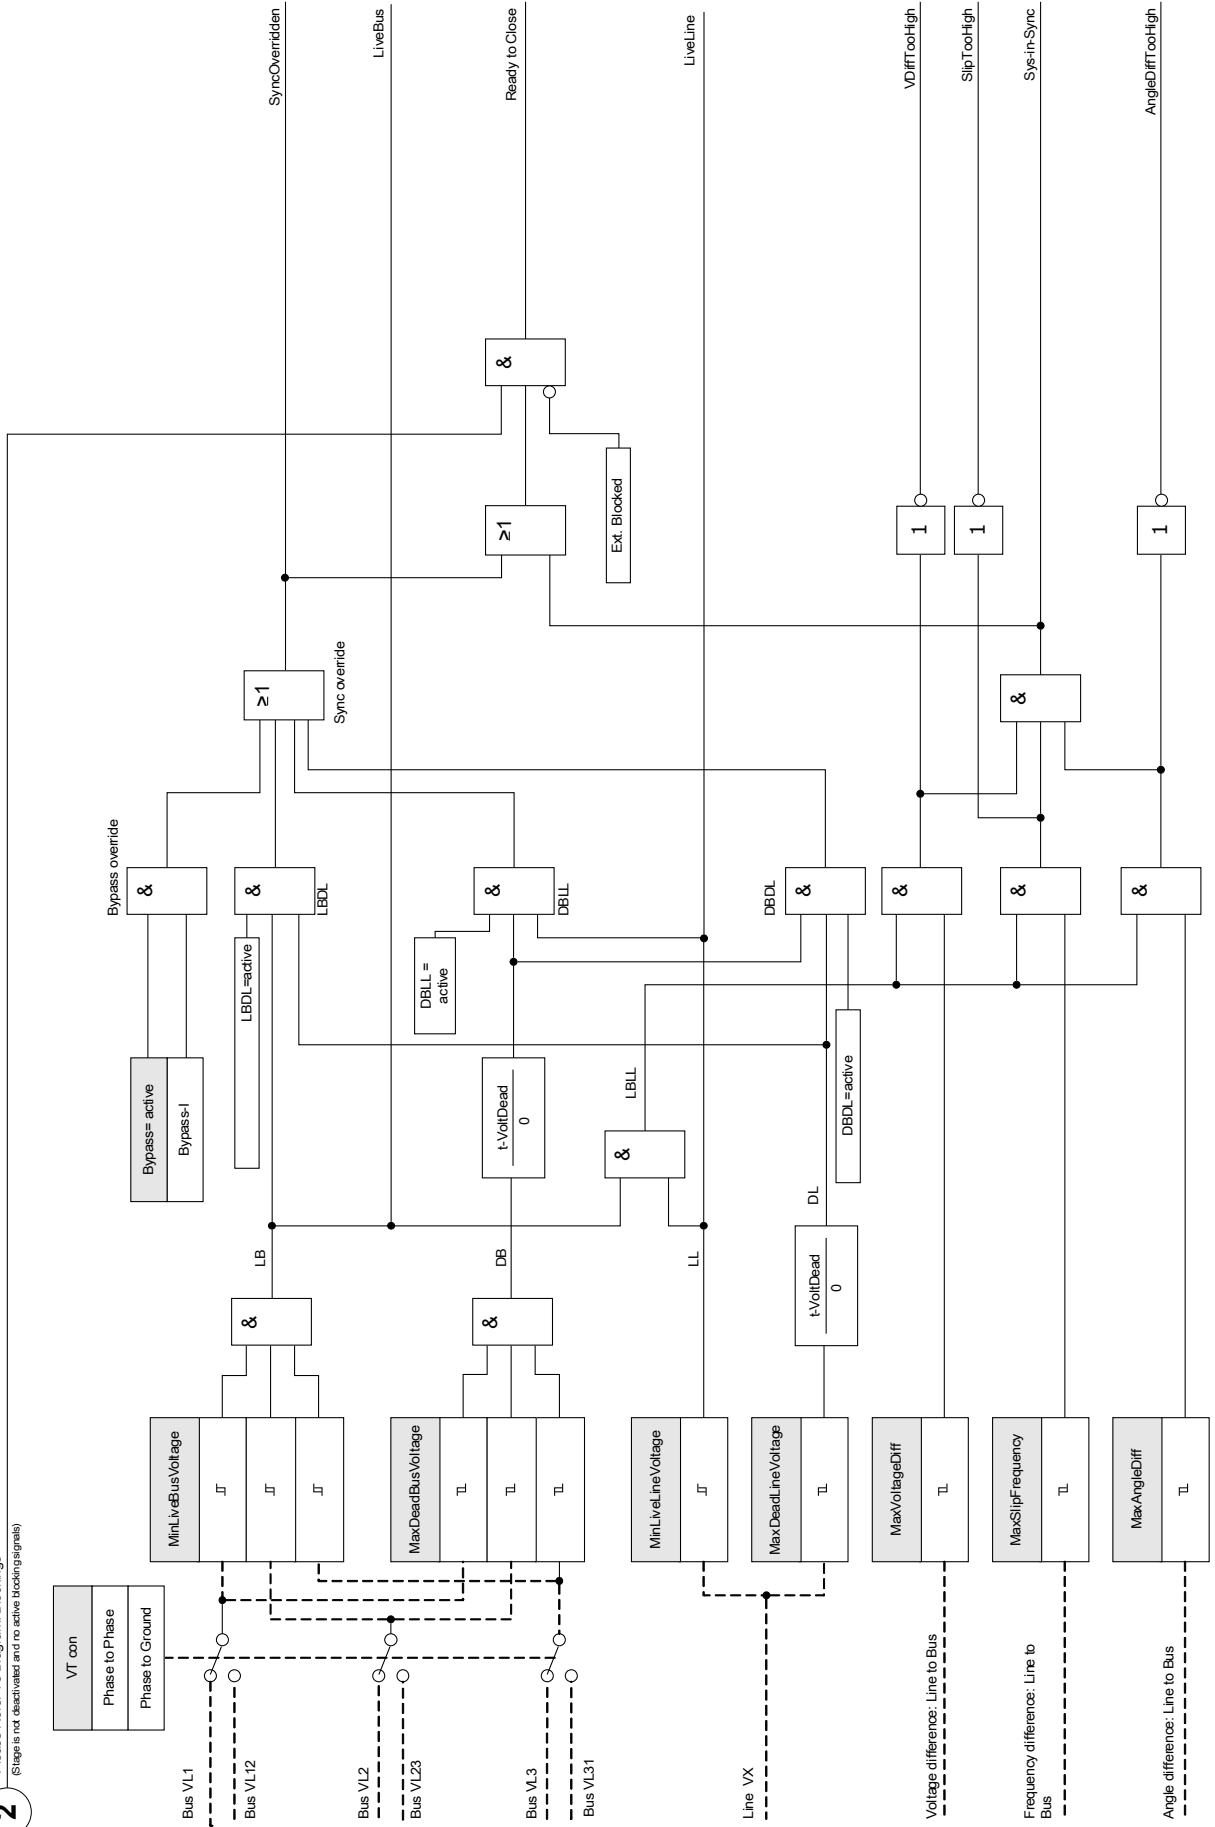 2
(Stage is not deactivated and no active blocking signals)
VT con
Phase to Phase
Phase to Ground
Bus VL1
Bus VL12
Bus VL2
Bus VL23
Bus VL3
Bus VL31
Line VX
Voltage difference: Line to Bus
Frequency difference: Line to
Bus
Angle difference: Line to Bus
MinLiveBusVoltage
MaxDeadBusVoltage
MinLiveLineVoltage
MaxDeadLineVoltage
MaxVoltageDiff
MaxSlipFrequency
MaxAngleDiff
&
&
t-VoltDead
0
LB
DB
LL
DL
Bypass= active
Bypass-I
LBDL=active
t-VoltDead
0
&
LBLL
DBDL=active
DBLL =
active
Bypass override
&
&
LBDL
&
DBLL
DBDL
&
&
&
&
≥1
Sync override
&
≥1
Ext. Blocked
1
1
1
&
SyncOverridden
LiveBus
Ready to Close
LiveLine
VDiffTooHigh
SlipTooHigh
Sys-in-Sync
AngleDiffTooHigh